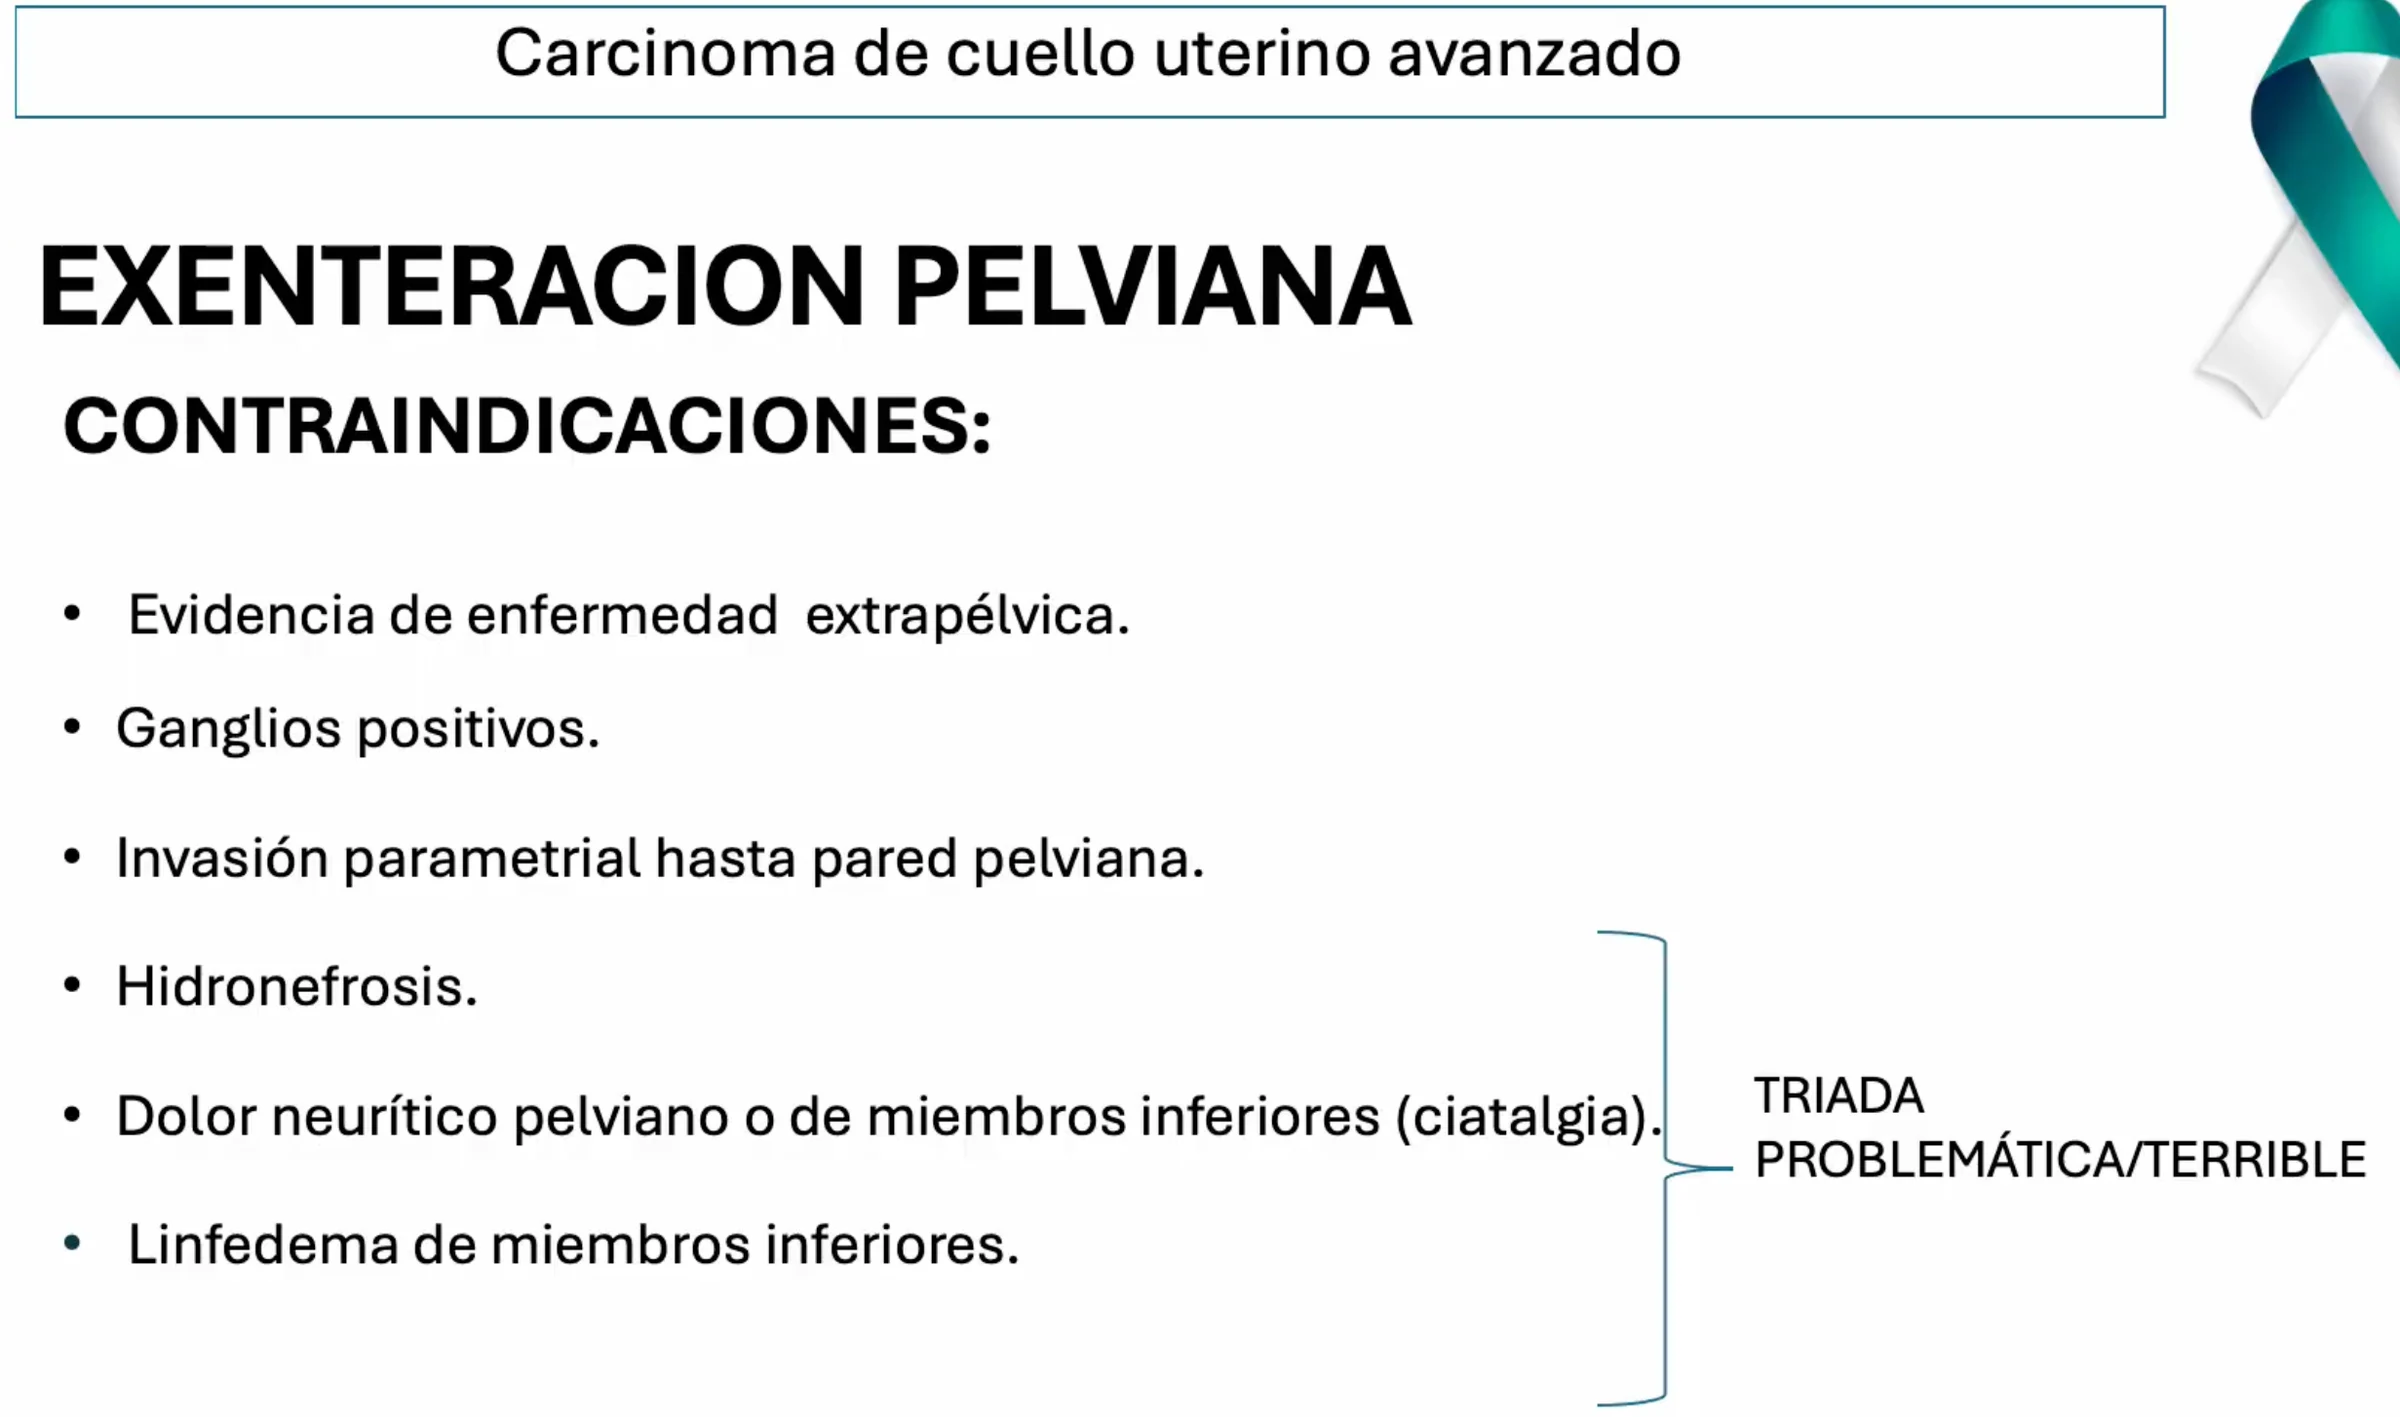 Carcinoma de cuello uterino avanzado
EXENTERACION PELVIANA
CONTRAINDICACIONES:
• Evidencia de enfermedad extrapélvica.
• Ganglios positivos.
• Invasión parametrial hasta pared pelviana.
• Hidronefrosis.
• Dolor neurítico pelviano o de miembros inferiores (ciatalgia).
• Linfedema de miembros inferiores.
TRIADA
PROBLEMÁTICA/TERRIBLE